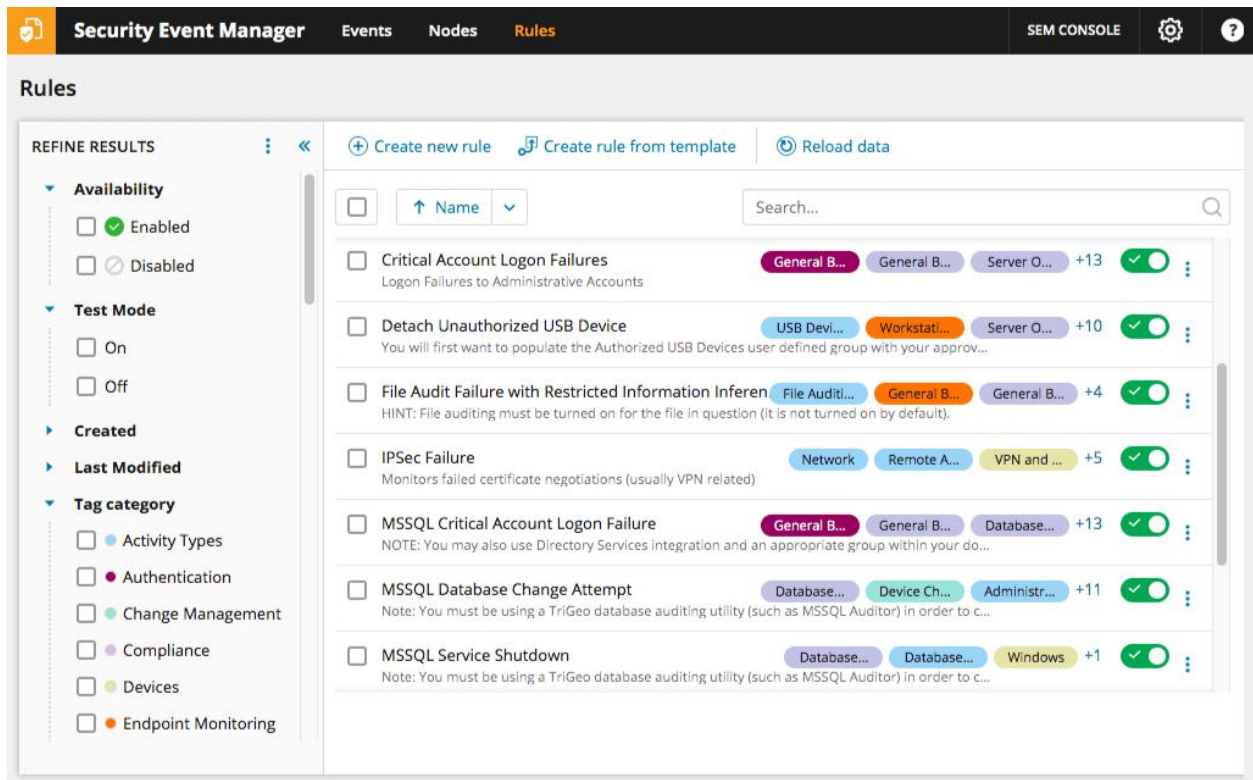 Security Event Manager Events Nodes Rules SEM CONSOLE ?
Rules
REFINE RESULTS
Availability
Enabled
Disabled
Test Mode
On
Off
Created
Last Modified
Tag category
Activity Types
Authentication
Change Management
Compliance
Devices
Endpoint Monitoring
Create new rule Create rule from template Reload data
Name Search...
Critical Account Logon Failures General B... General B... Server O... +13
Logon Failures to Administrative Accounts
Detach Unauthorized USB Device USB Devi... Workstati... Server O... +10
You will first want to populate the Authorized USB Devices user defined group with your approv...
File Audit Failure with Restricted Information Inferen File Auditi... General B... General B... +4
HINT: File auditing must be turned on for the file in question (it is not turned on by default).
IPSec Failure Network Remote A... VPN and ... +5
Monitors failed certificate negotiations (usually VPN related)
MSSQL Critical Account Logon Failure General B... General B... Database... +13
NOTE: You may also use Directory Services integration and an appropriate group within your do...
MSSQL Database Change Attempt Database... Device Ch... Administr... +11
Note: You must be using a TriGeo database auditing utility (such as MSSQL Auditor) in order to c...
MSSQL Service Shutdown Database... Database... Windows +1
Note: You must be using a TriGeo database auditing utility (such as MSSQL Auditor) in order to c...